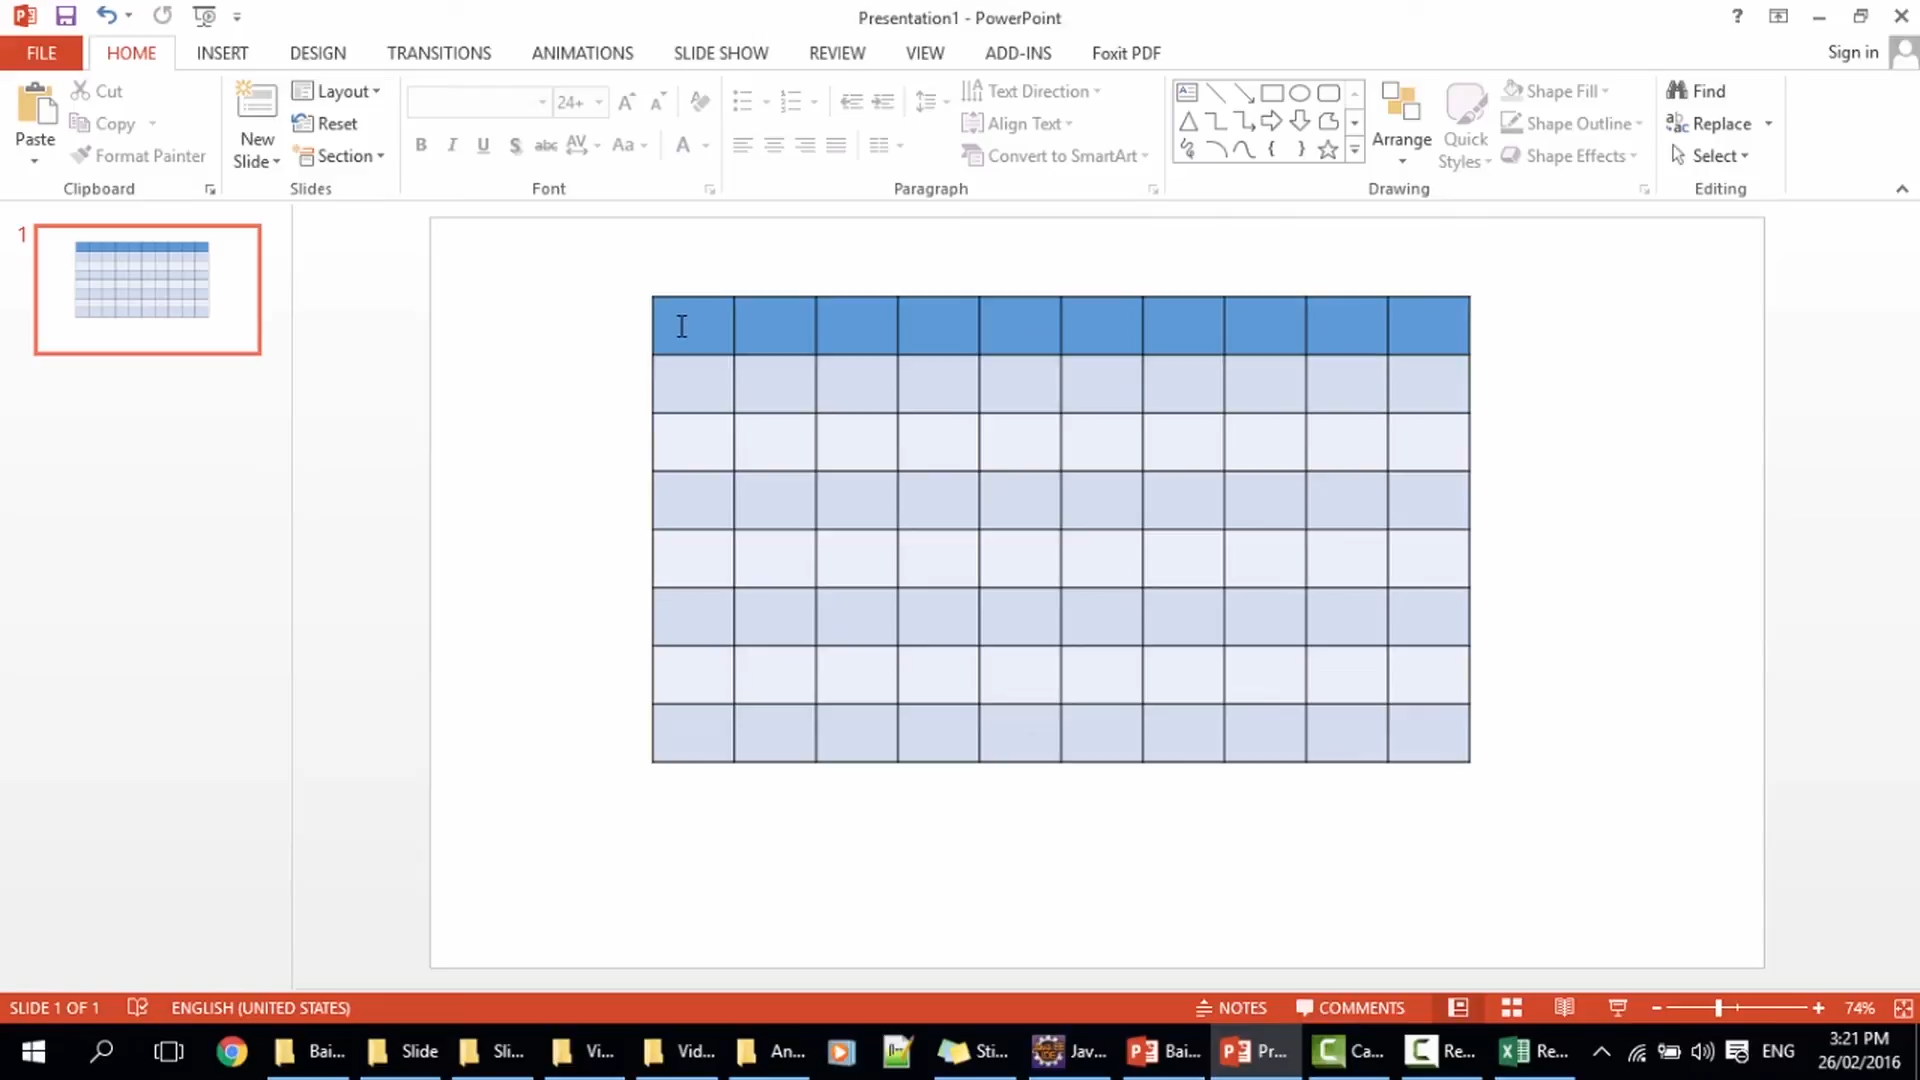 Presentation1 - PowerPoint
?
FILE HOME INSERT DESIGN TRANSITIONS ANIMATIONS SLIDE SHOW REVIEW VIEW ADD-INS Foxit PDF Sign in
Paste
Cut
Copy
Format Painter
Clipboard
New
Slide
Layout
Reset
Section
Slides
24+
B I U S abc AV Aa A
Font
Text Direction
Align Text
Convert to SmartArt
Paragraph
Arrange
Quick
Styles
Shape Fill
Shape Outline
Shape Effects
Drawing
Find
Replace
Select
Editing
1
SLIDE 1 OF 1 ENGLISH (UNITED STATES) NOTES COMMENTS 74%
Bai... Slide Sli... Vi... Vid... An... Sti... Jav... Bai... Pr... Ca... Re... Re... ENG
3:21 PM
26/02/2016